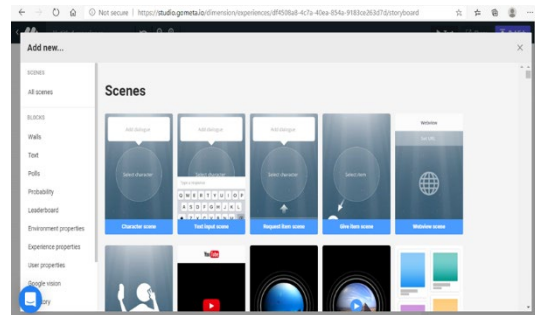 Not secure | https://studio.gometa.io/dimension/experiences/df4508a8-4c7a-40ea-854a-9183ce263d7d/storyboard
Add new...
SCENES
All scenes
BLOCKS
Walls
Text
Polls
Probability
Leaderboard
Environment properties
Experience properties
User properties
Google vision
Scenes
Add dialogue
Select character
Character scene
Add dialogue
Select character
Type a response
Q W E R T Y U I O P
A S D F G H J K L
Text input scene
Add dialogue
Select character
Request item scene
Select item
Give item scene
Webview
Webview scene
YouTube